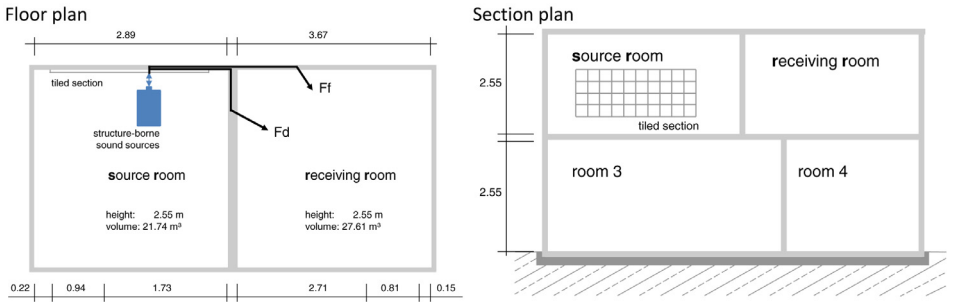 Floor plan
2.89 3.67
tiled section
Ff
Fd
structure-borne
sound sources
source room receiving room
height: 2.55 m height: 2.55 m
volume: 21.74 m³ volume: 27.61 m³
0.22 0.94 1.73 2.71 0.81 0.15
Section plan
source room receiving room
2.55
tiled section
room 3 room 4
2.55